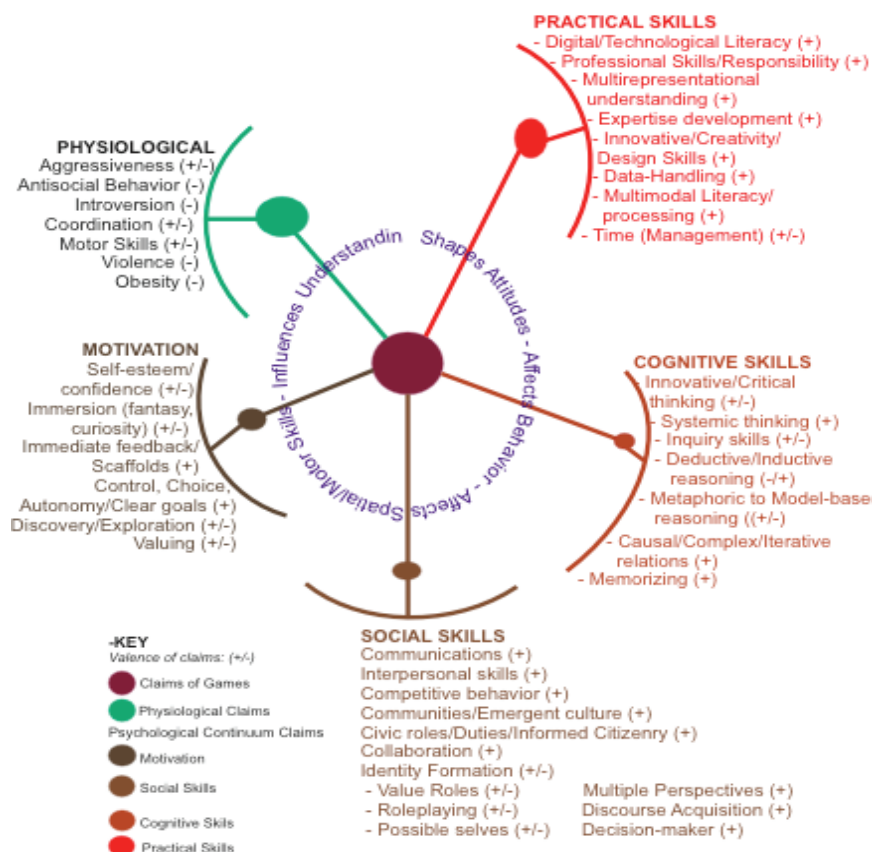 PRACTICAL SKILLS
- Digital/Technological Literacy (+)
- Professional Skills/Responsibility (+)
- Multirepresentational
understanding (+)
- Expertise development (+)
- Innovative/Creativity/
Design Skills (+)
- Data-Handling (+)
- Multimodal Literacy/
processing (+)
- Time (Management) (+/-)
PHYSIOLOGICAL
Aggressiveness (+/-)
Antisocial Behavior (-)
Introversion (-)
Coordination (+/-)
Motor Skills (+/-)
Violence (-)
Obesity (-)
Shapes Attitudes - Affects Behavior - Affects Spatial/Motor Skills - Influences Understandin
MOTIVATION
Self-esteem/
confidence (+/-)
Immersion (fantasy,
curiosity) (+/-)
Immediate feedback/
Scaffolds (+)
Control, Choice,
Autonomy/Clear goals (+)
Discovery/Exploration (+/-)
Valuing (+/-)
COGNITIVE SKILLS
- Innovative/Critical
thinking (+/-)
- Systemic thinking (+)
- Inquiry skills (+/-)
- Deductive/Inductive
reasoning (-/+)
- Metaphoric to Model-base
reasoning ((+/-)
- Causal/Complex/Iterative
relations (+)
- Memorizing (+)
SOCIAL SKILLS
Communications (+)
Interpersonal skills (+)
Competitive behavior (+)
Communities/Emergent culture (+)
Civic roles/Duties/Informed Citizenry (+)
Collaboration (+)
Identity Formation (+/-)
- Value Roles (+/-)
- Roleplaying (+/-)
- Possible selves (+/-)
Multiple Perspectives (+)
Discourse Acquisition (+)
Decision-maker (+)
-KEY
Valence of claims: (+/-)
Claims of Games
Physiological Claims
Psychological Continuum Claims
Motivation
Social Skills
Cognitive Skils
Practical Skills